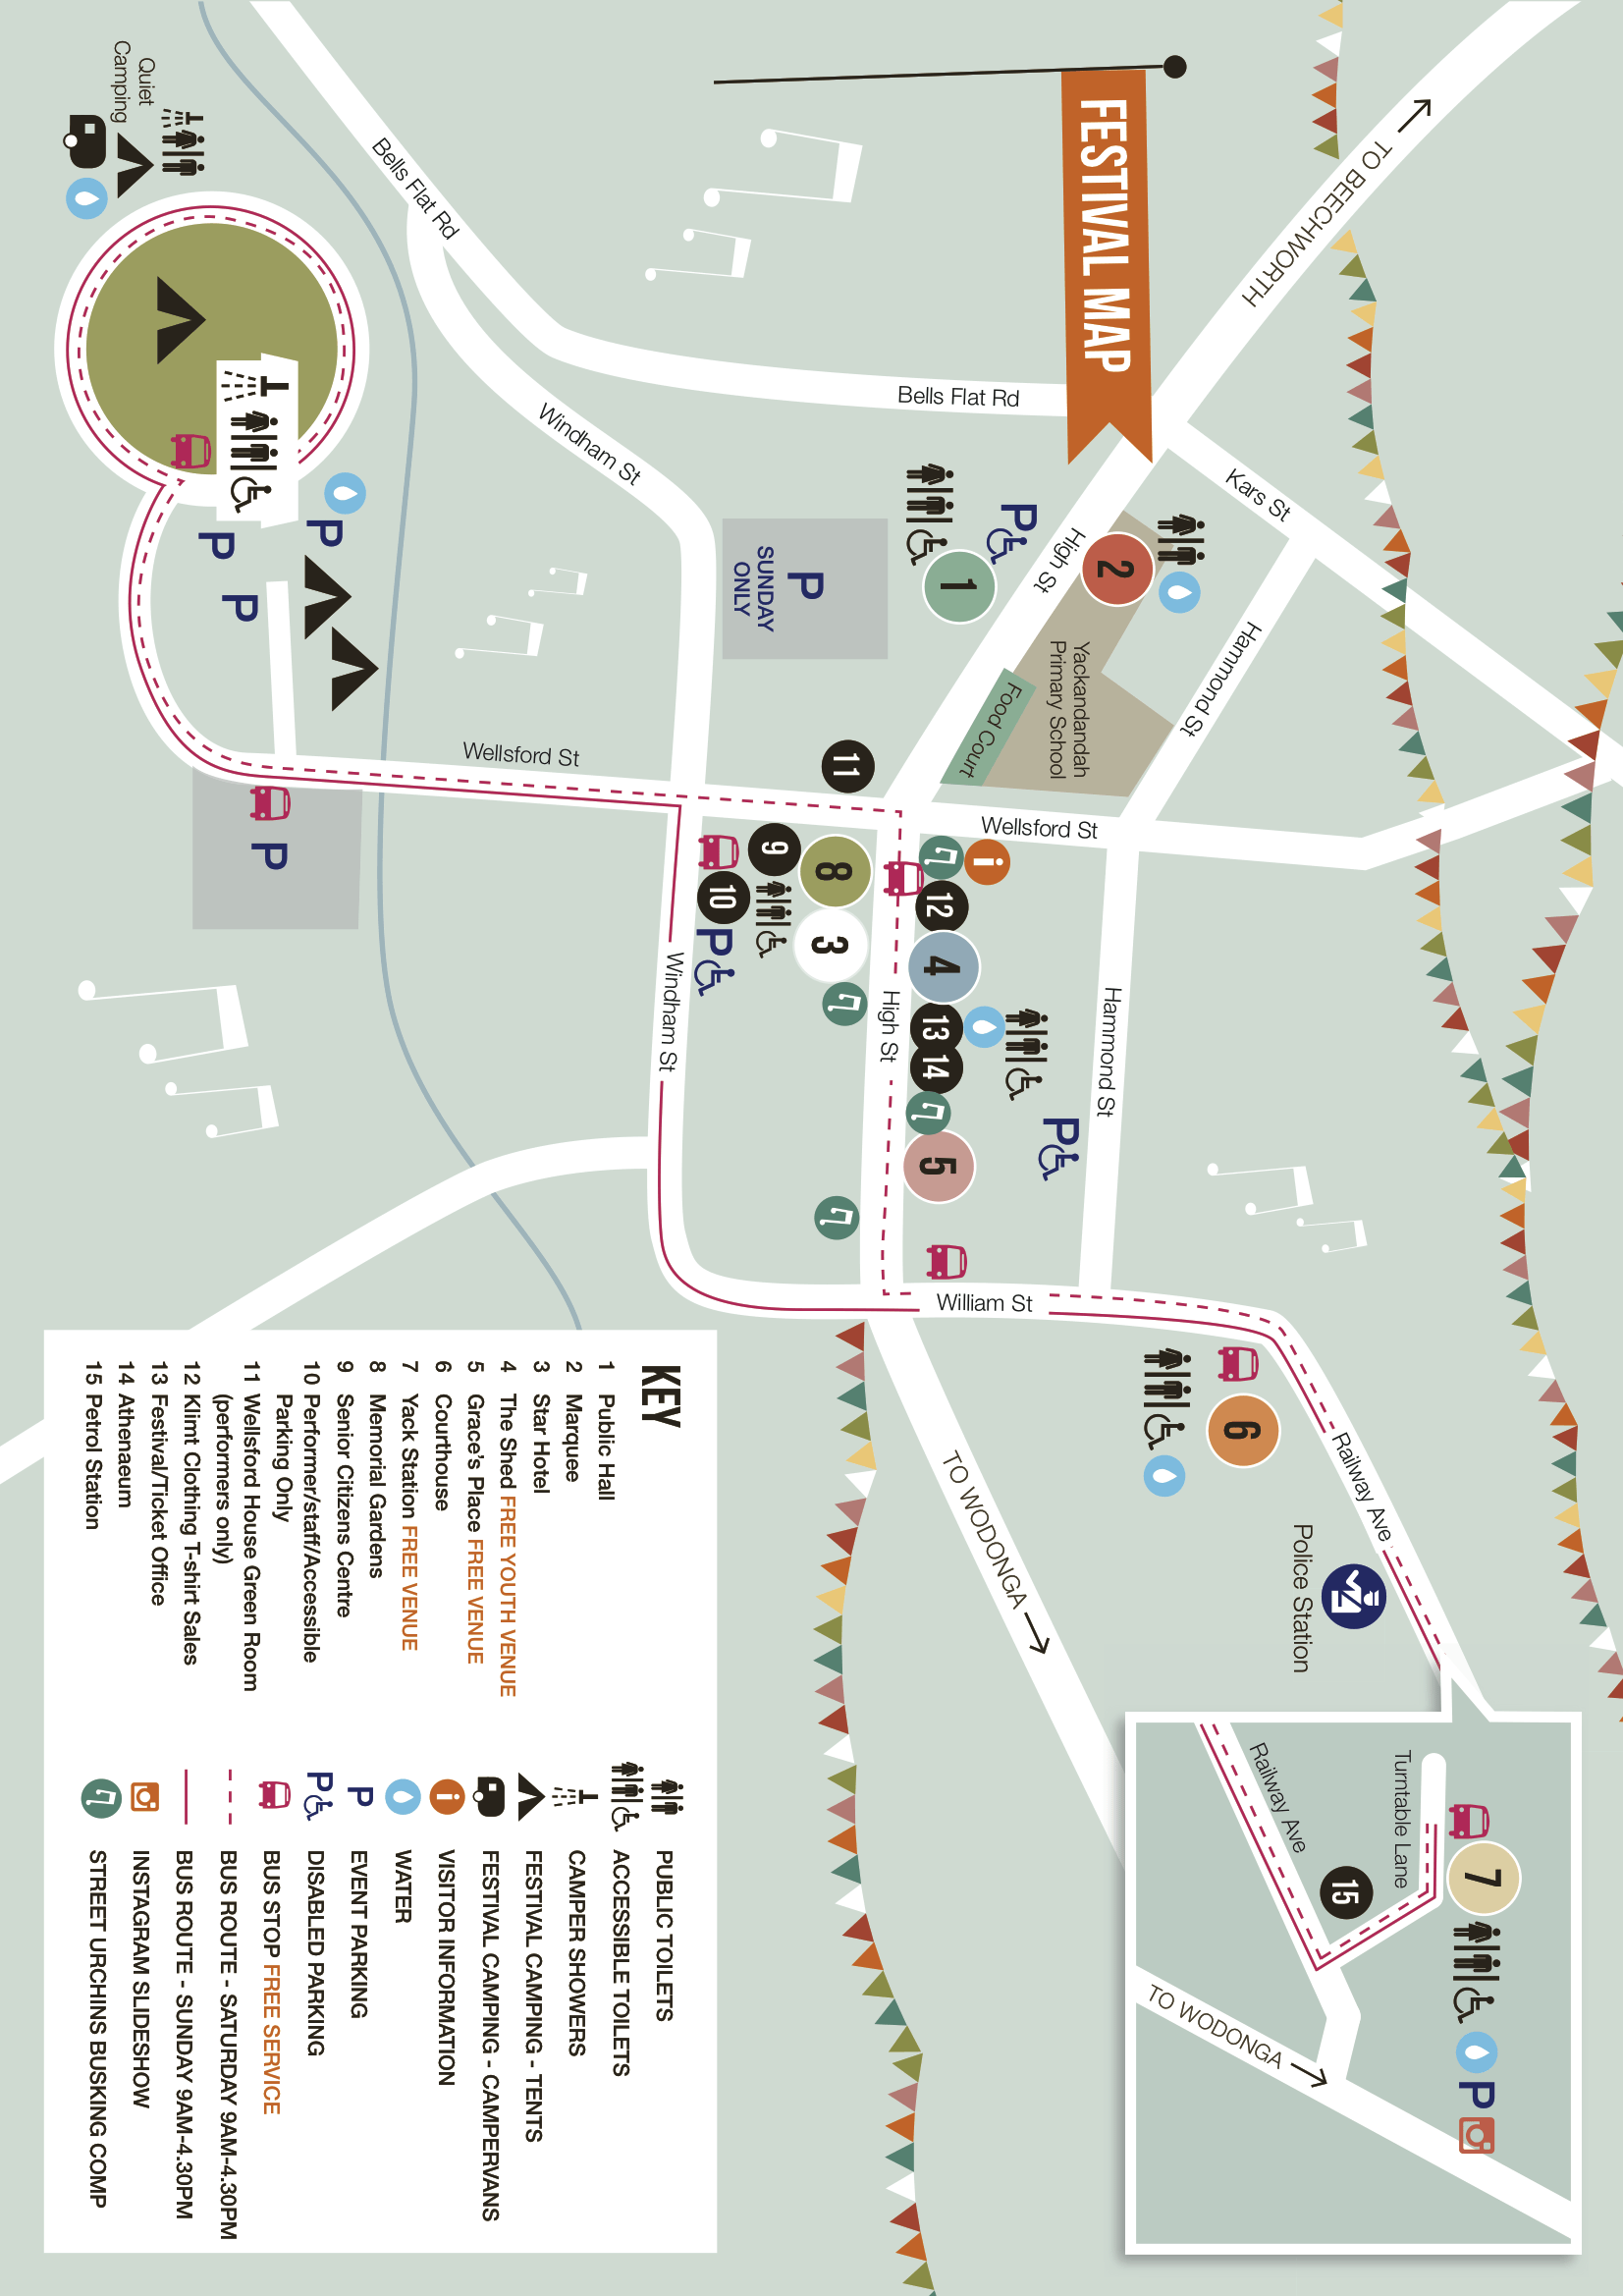 FESTIVAL MAP
TO BEECHWORTH
Bells Flat Rd
Bells Flat Rd
Quiet
Camping
Windham St
Kars St
Hammond St
High St
1
2
Yackandandah
Primary School
Food Court
P
P
SUNDAY
ONLY
P
P
P
P
Wellsford St
Wellsford St
11
9
10
8
3
P
i
12
4
13
14
5
P
High St
Hammond St
Windham St
William St
6
Railway Ave
Police Station
TO WODONGA
Turntable Lane
Railway Ave
7
15
P
TO WODONGA
KEY
1 Public Hall
2 Marquee
3 Star Hotel
4 The Shed FREE YOUTH VENUE
5 Grace's Place FREE VENUE
6 Courthouse
7 Yack Station FREE VENUE
8 Memorial Gardens
9 Senior Citizens Centre
10 Performer/staff/Accessible
Parking Only
11 Wellsford House Green Room
(performers only)
12 Klimt Clothing T-shirt Sales
13 Festival/Ticket Office
14 Athenaeum
15 Petrol Station
PUBLIC TOILETS
ACCESSIBLE TOILETS
CAMPER SHOWERS
FESTIVAL CAMPING - TENTS
FESTIVAL CAMPING - CAMPERVANS
i VISITOR INFORMATION
WATER
P EVENT PARKING
P DISABLED PARKING
BUS STOP FREE SERVICE
BUS ROUTE - SATURDAY 9AM-4.30PM
BUS ROUTE - SUNDAY 9AM-4.30PM
INSTAGRAM SLIDESHOW
STREET URCHINS BUSKING COMP